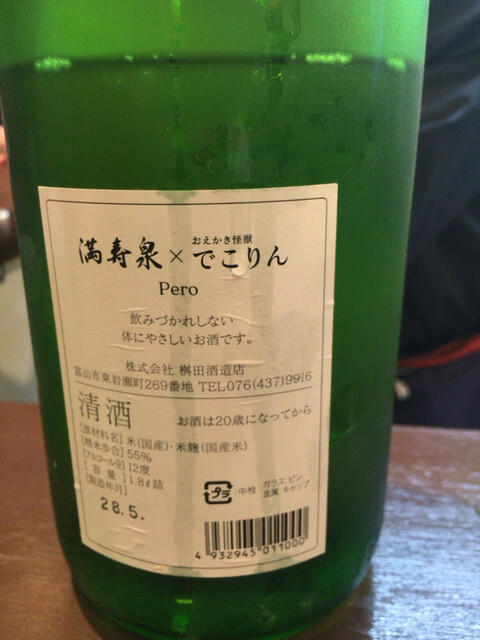 おえかき怪獣
満寿泉×でこりん
Pero
飲みづかれしない
体にやさしいお酒です。
株式会社 桝田酒造店
富山市東岩瀬町269番地 TEL076(437)9916
清酒 お酒は20歳になってから
[原材料名] 米(国産)・米麹(国産米)
[精米歩合] 55%
[アルコール分] 12度
[容量] 1.8ℓ詰
[製造年月]
28.5.
プラ :中栓 ガラス:ビン
金属:キャップ
4 932945 011000